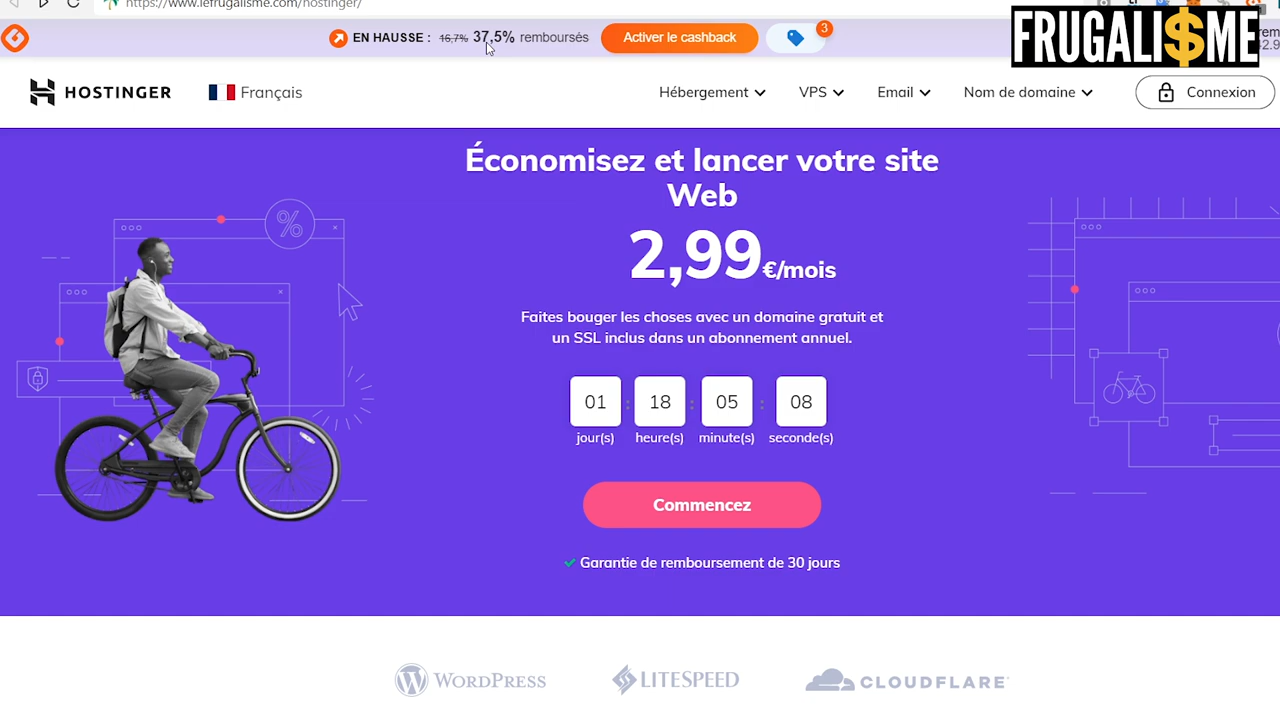 https://www.lefrugalisme.com/hostinger/
EN HAUSSE : 16,7% 37,5% remboursés
Activer le cashback
3
FRUGALI$ME
HOSTINGER
Français
Hébergement
VPS
Email
Nom de domaine
Connexion
Économisez et lancer votre site
Web
2,99 €/mois
Faites bouger les choses avec un domaine gratuit et
un SSL inclus dans un abonnement annuel.
01 : 18 : 05 : 08
jour(s) heure(s) minute(s) seconde(s)
Commencez
Garantie de remboursement de 30 jours
%
WORDPRESS
LITESPEED
CLOUDFLARE